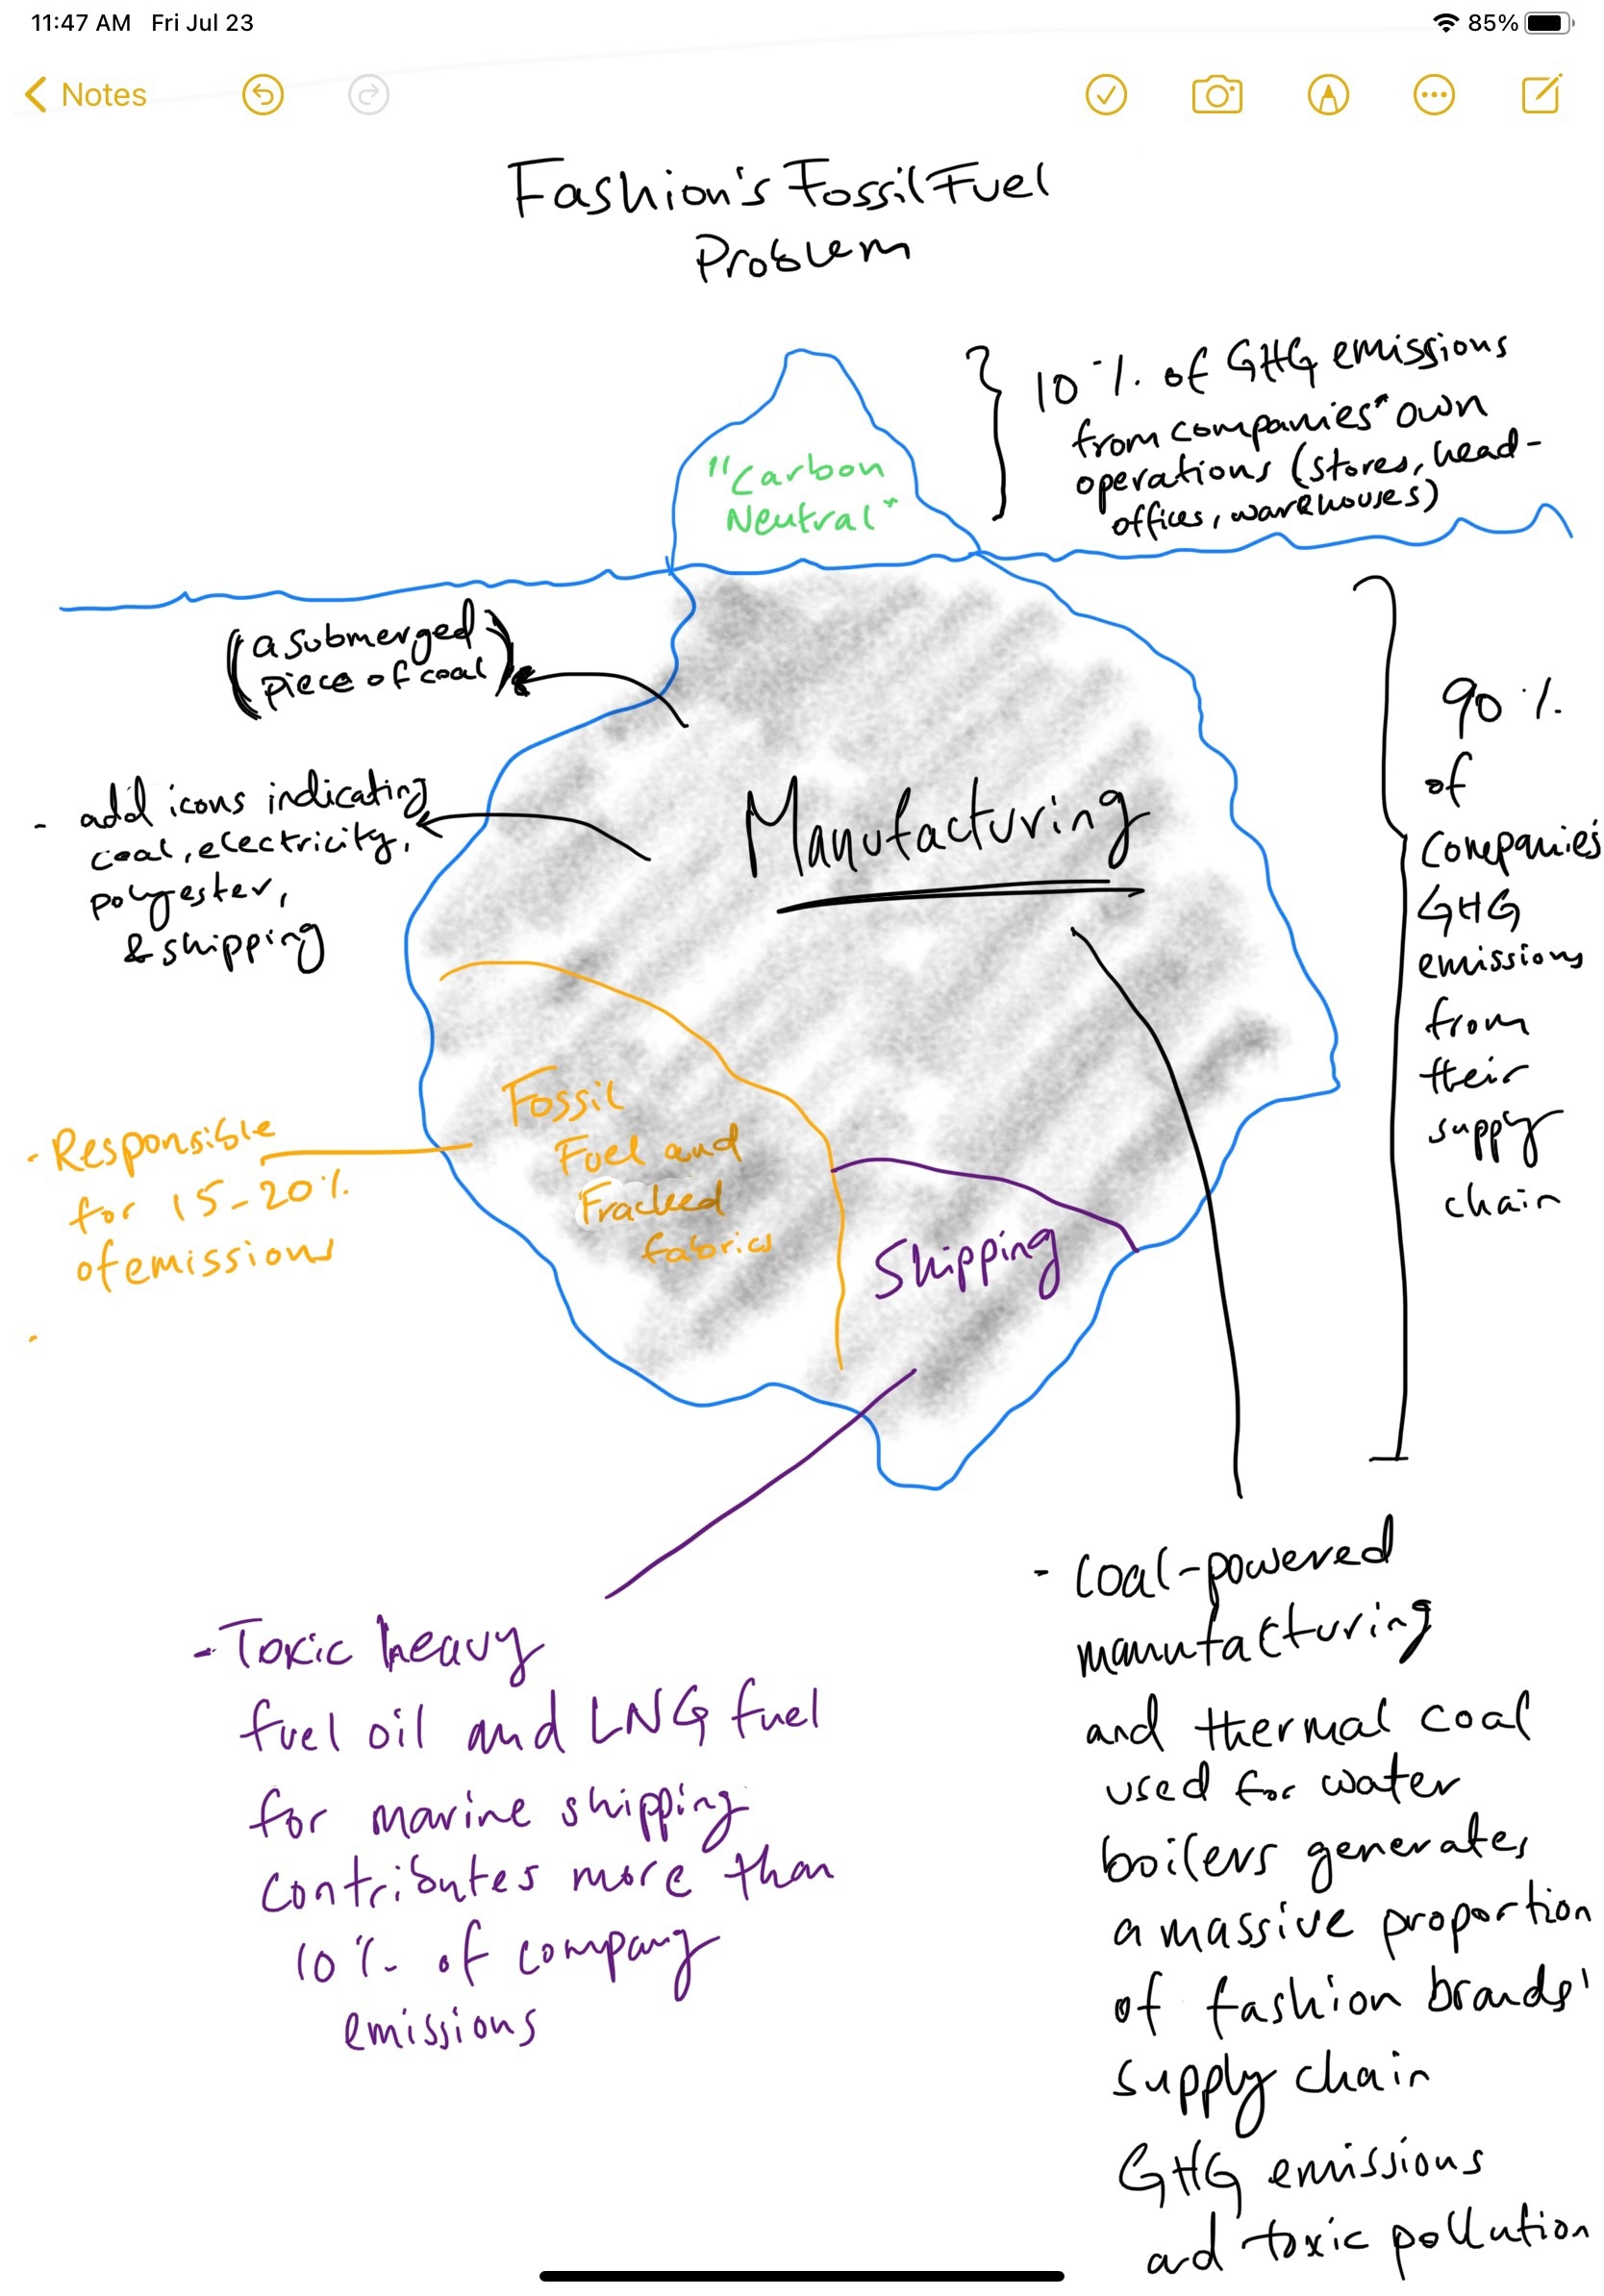 11:47 AM Fri Jul 23
85%
Notes
Fashion's Fossil Fuel
Problem
10% of GHG emissions
from companies' own
operations (stores, head-
offices, warehouses)
"Carbon
Neutral"
(a submerged
piece of coal)
- add icons indicating
coal, electricity,
polyester,
& shipping
Manufacturing
90%
of
companies
GHG
emissions
from
their
supply
chain
Fossil
Fuel and
Fracked
fabrics
- Responsible
for 15-20%
of emissions
Shipping
- Toxic heavy
fuel oil and LNG fuel
for marine shipping
contributes more than
10% of company
emissions
- Coal-powered
manufacturing
and thermal coal
used for water
boilers generates
a massive proportion
of fashion brands'
supply chain
GHG emissions
and toxic pollution